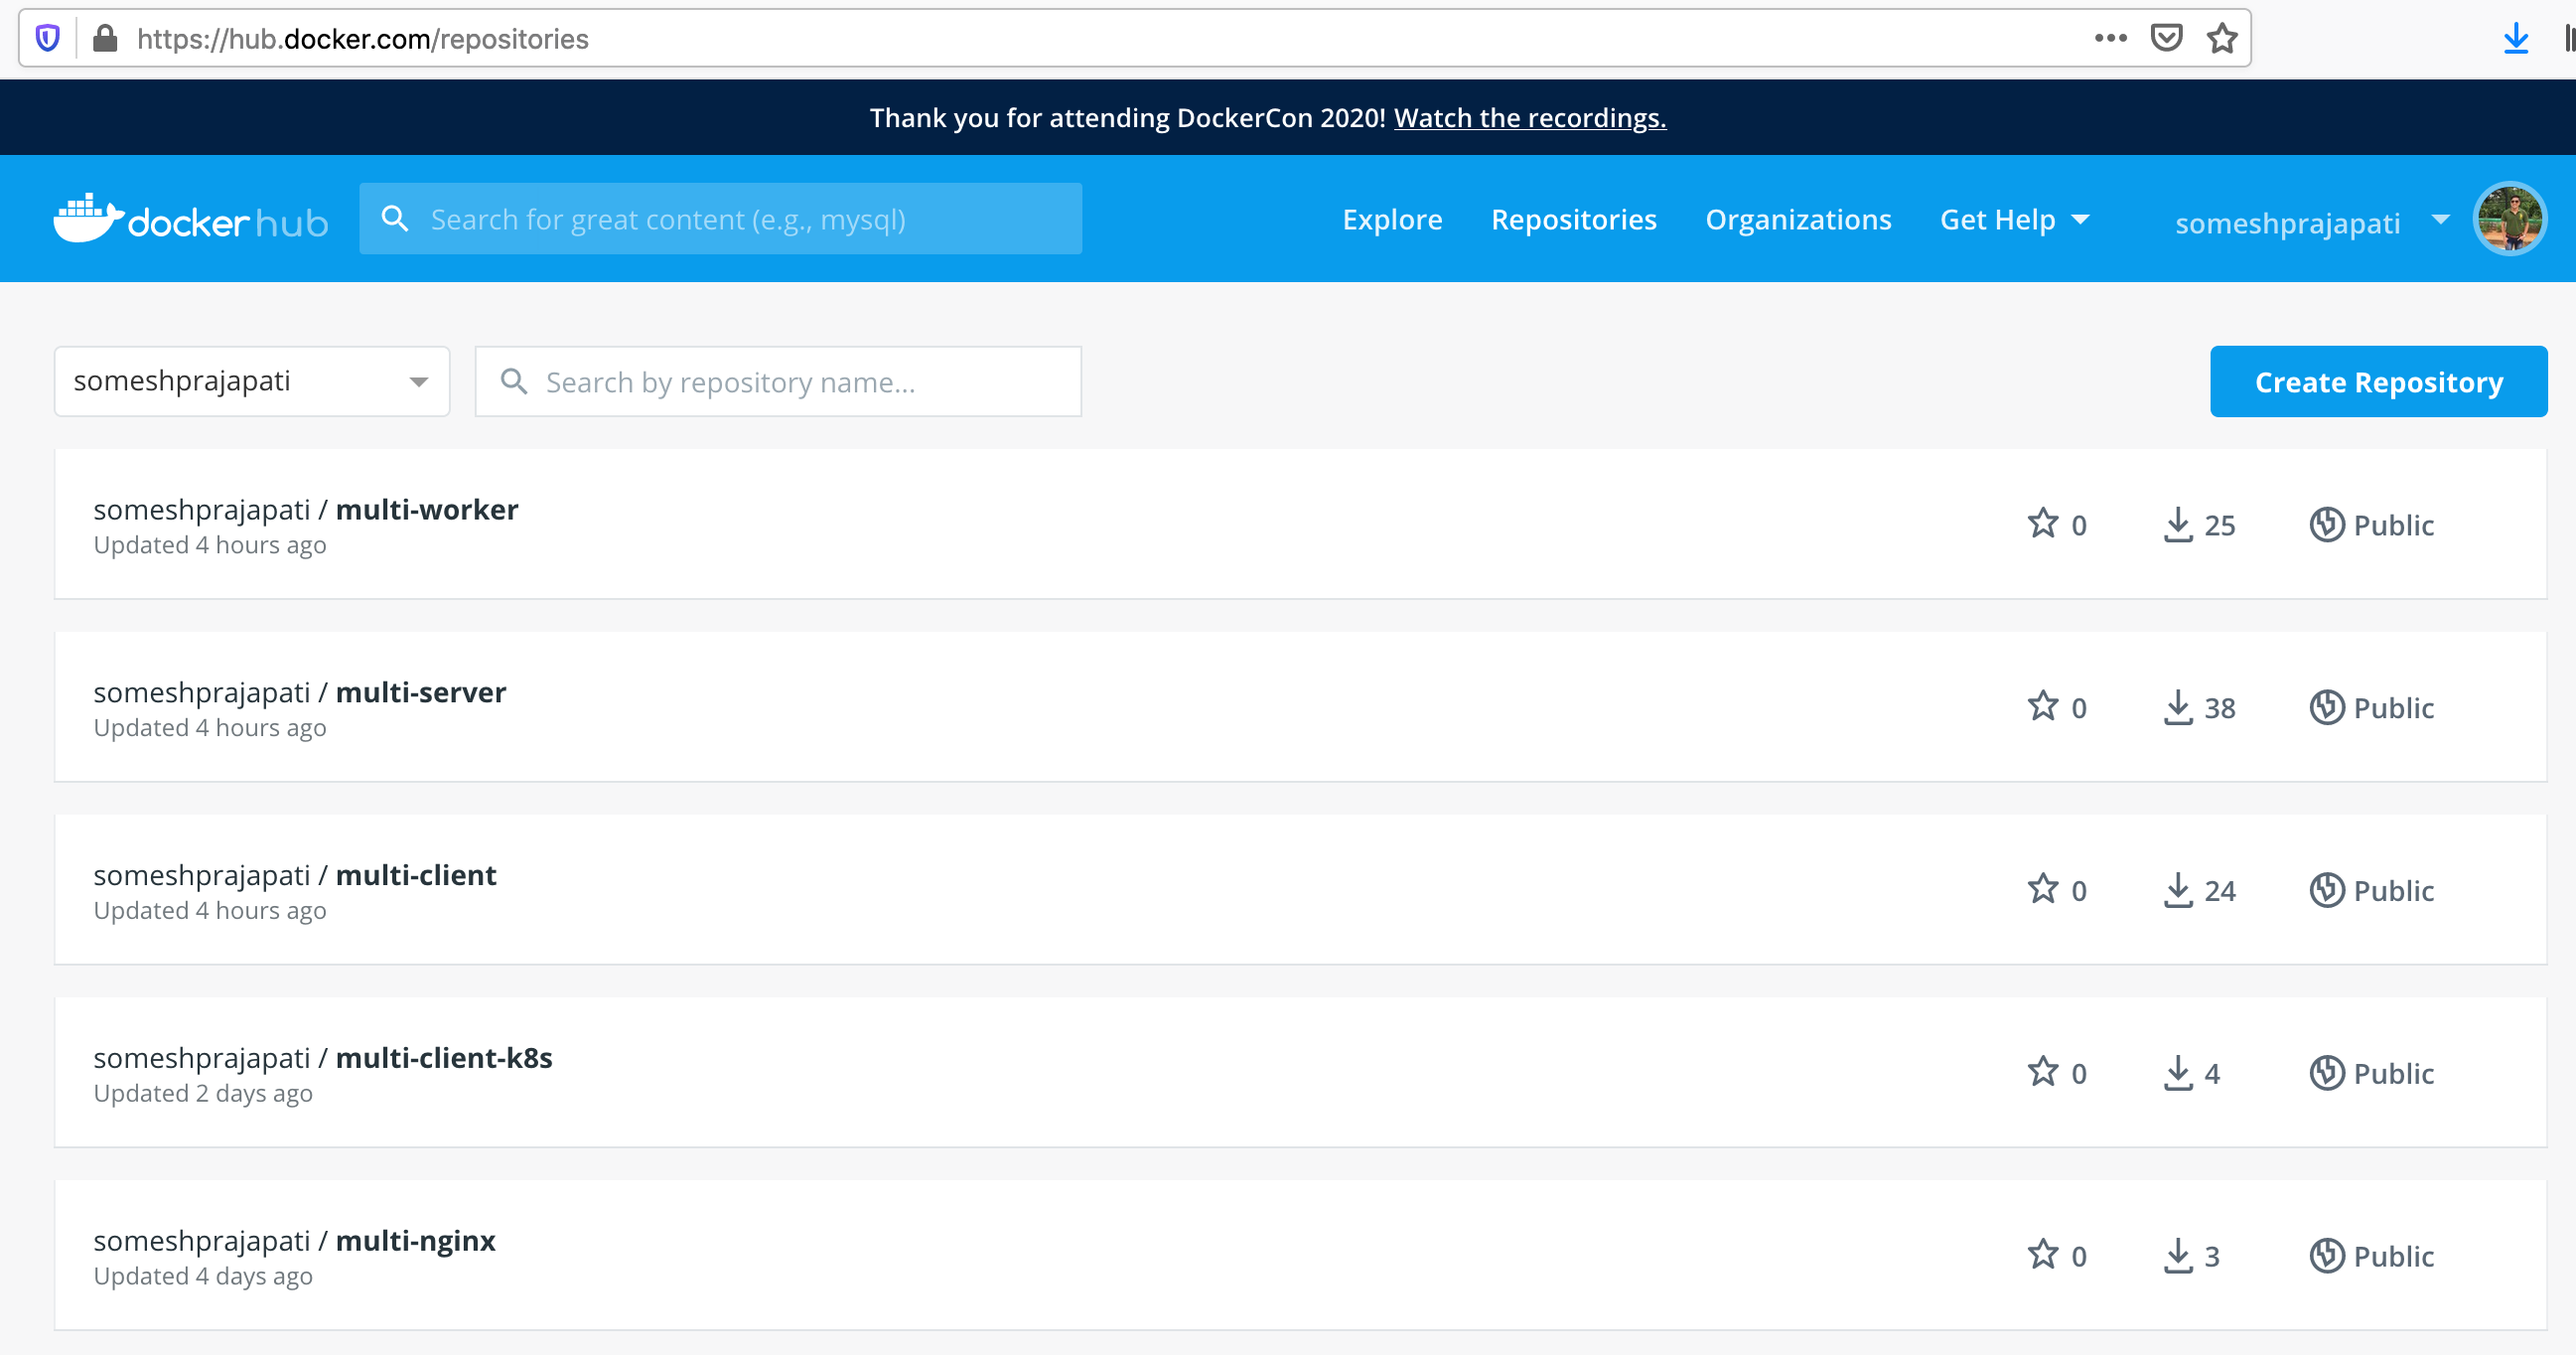 https://hub.docker.com/repositories
Thank you for attending DockerCon 2020! Watch the recordings.
docker hub
Search for great content (e.g., mysql)
Explore
Repositories
Organizations
Get Help
someshprajapati
someshprajapati
Search by repository name...
Create Repository
someshprajapati / multi-worker
Updated 4 hours ago
0
25
Public
someshprajapati / multi-server
Updated 4 hours ago
0
38
Public
someshprajapati / multi-client
Updated 4 hours ago
0
24
Public
someshprajapati / multi-client-k8s
Updated 2 days ago
0
4
Public
someshprajapati / multi-nginx
Updated 4 days ago
0
3
Public